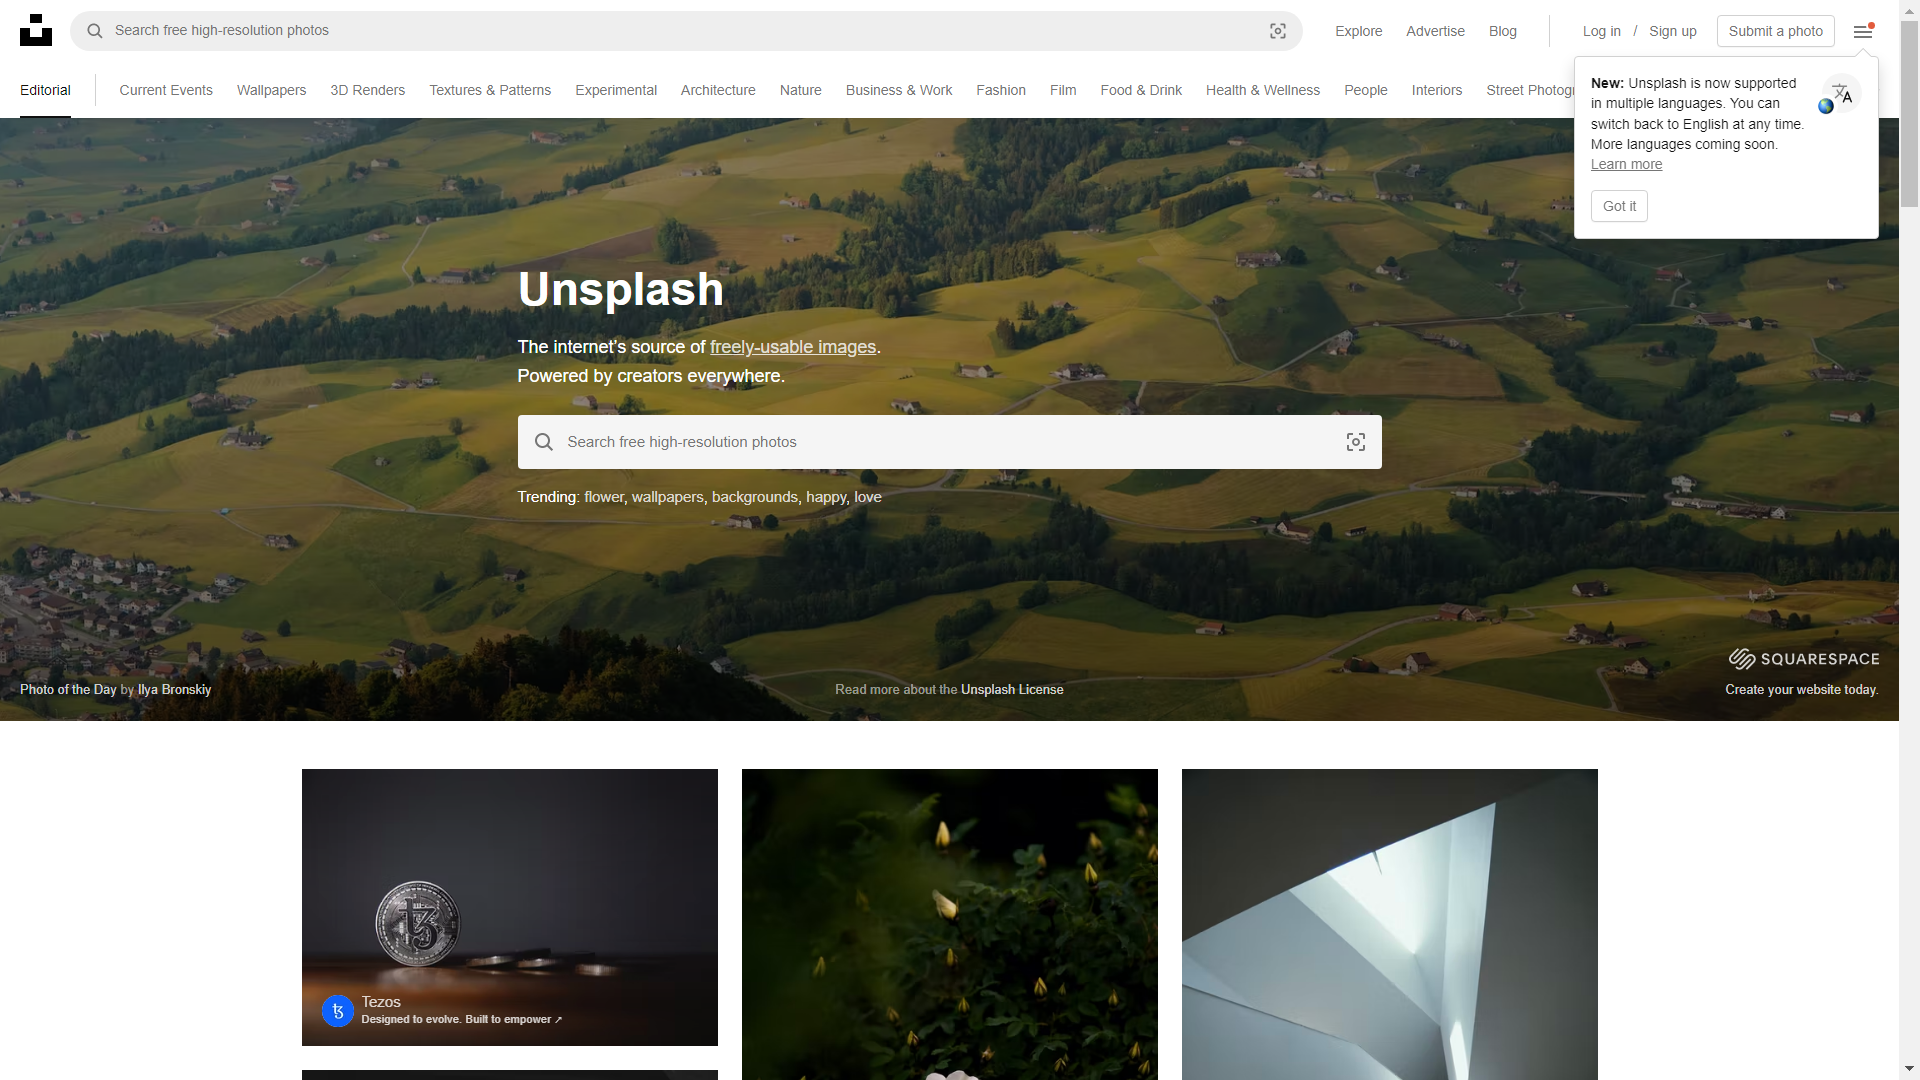 Search free high-resolution photos
Explore
Advertise
Blog
Log in / Sign up
Submit a photo
Editorial
Current Events
Wallpapers
3D Renders
Textures & Patterns
Experimental
Architecture
Nature
Business & Work
Fashion
Film
Food & Drink
Health & Wellness
People
Interiors
Street Photog
New: Unsplash is now supported
in multiple languages. You can
switch back to English at any time.
More languages coming soon.
Learn more
Got it
Unsplash
The internet's source of freely-usable images.
Powered by creators everywhere.
Search free high-resolution photos
Trending: flower, wallpapers, backgrounds, happy, love
SQUARESPACE
Photo of the Day by Ilya Bronskiy
Read more about the Unsplash License
Create your website today.
Tezos
Designed to evolve. Built to empower ↗